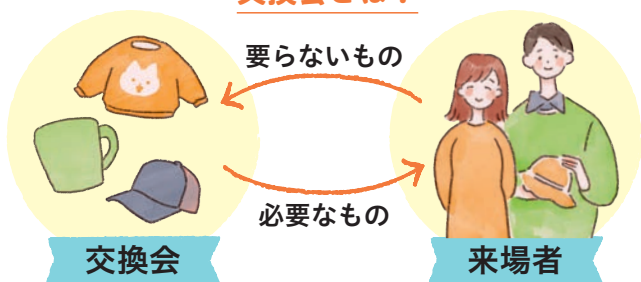 要らないもの
必要なもの
交換会
来場者